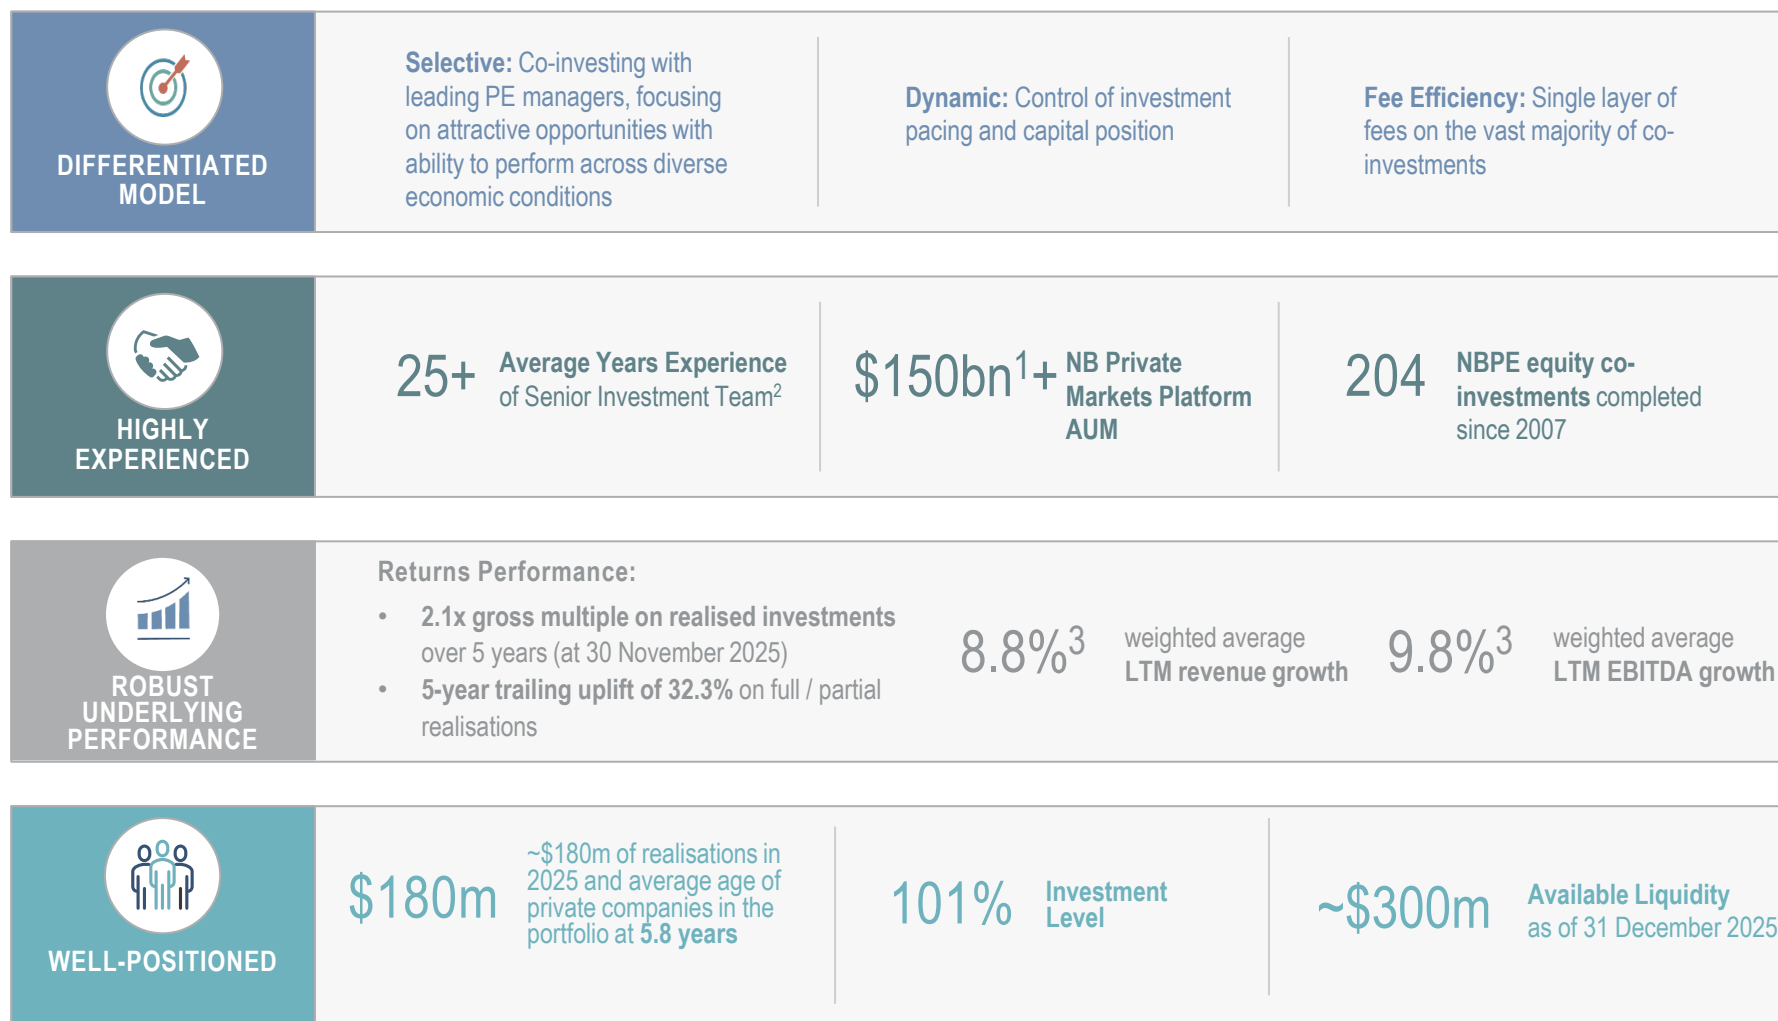 DIFFERENTIATED
MODEL
Selective: Co-investing with
leading PE managers, focusing
on attractive opportunities with
ability to perform across diverse
economic conditions
Dynamic: Control of investment
pacing and capital position
Fee Efficiency: Single layer of
fees on the vast majority of co-
investments
HIGHLY
EXPERIENCED
25+
Average Years Experience
of Senior Investment Team2
$150bn1+
NB Private
Markets Platform
AUM
204
NBPE equity co-
investments completed
since 2007
ROBUST
UNDERLYING
PERFORMANCE
Returns Performance:
• 2.1x gross multiple on realised investments
over 5 years (at 30 November 2025)
• 5-year trailing uplift of 32.3% on full / partial
realisations
8.8%3
weighted average
LTM revenue growth
9.8%3
weighted average
LTM EBITDA growth
WELL-POSITIONED
$180m
~$180m of realisations in
2025 and average age of
private companies in the
portfolio at 5.8 years
101%
Investment
Level
~$300m
Available Liquidity
as of 31 December 2025